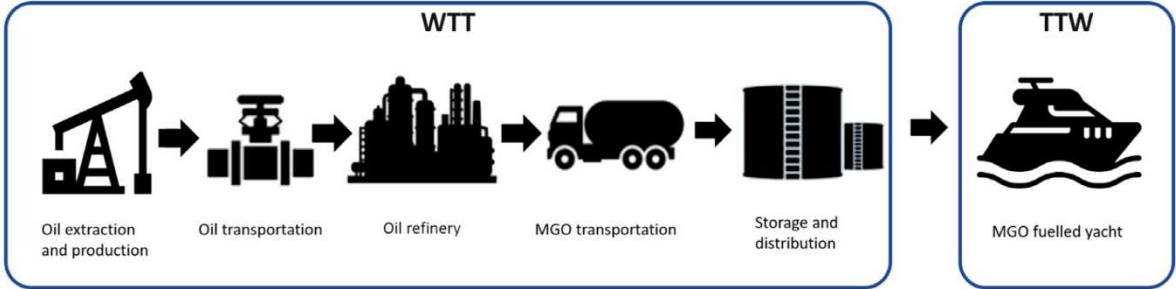 WTT
TTW
Oil extraction
and production
Oil transportation
Oil refinery
MGO transportation
Storage and
distribution
MGO fuelled yacht